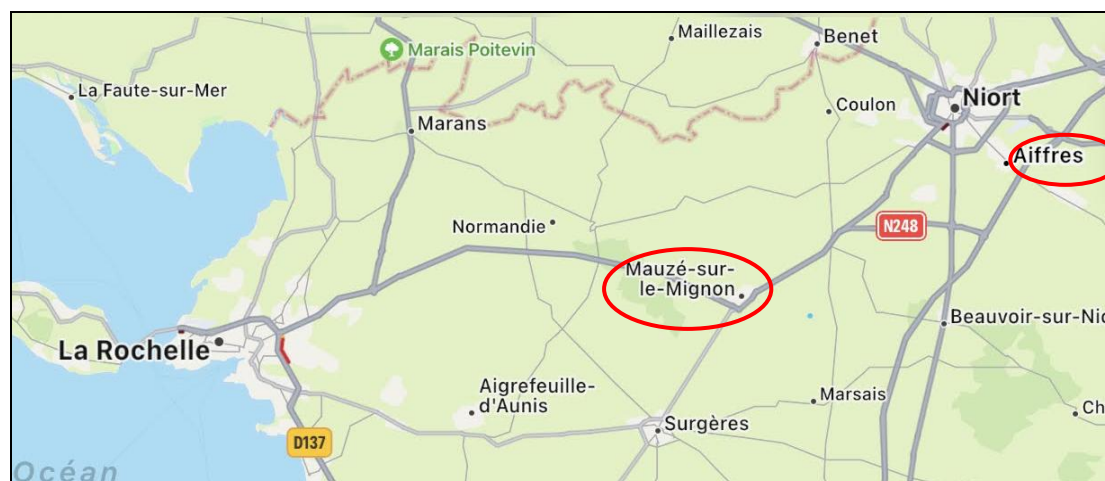 Maillezais
Benet
Marais Poitevin
La Faute-sur-Mer
Niort
Coulon
Marans
Aiffres
Normandie
N248
Mauzé-sur-
le-Mignon
Beauvoir-sur-Nio
La Rochelle
Aigrefeuille-
d'Aunis
Marsais
Ch
Surgères
D137
Océan